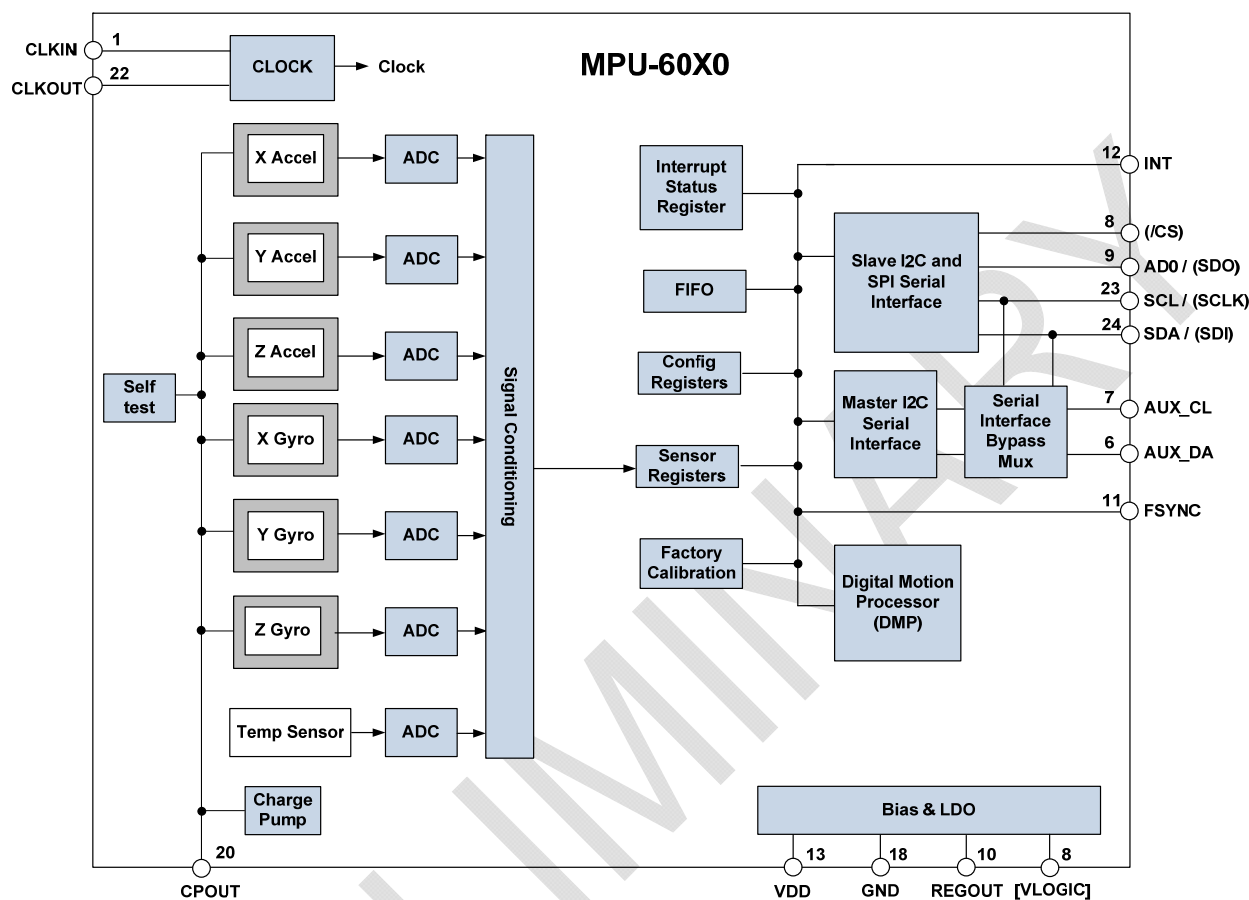 MPU-60X0
CLKIN
1
22
CLKOUT
CLOCK
Clock
X Accel
ADC
Y Accel
ADC
Z Accel
ADC
Self
test
X Gyro
ADC
Y Gyro
ADC
Z Gyro
ADC
Temp Sensor
ADC
Charge
Pump
20
CPOUT
Signal Conditioning
Interrupt
Status
Register
FIFO
Config
Registers
Sensor
Registers
Factory
Calibration
Slave I2C and
SPI Serial
Interface
Master I2C
Serial
Interface
Serial
Interface
Bypass
Mux
Digital Motion
Processor
(DMP)
12
INT
8
(/CS)
9
AD0 / (SDO)
23
SCL / (SCLK)
24
SDA / (SDI)
7
AUX_CL
6
AUX_DA
11
FSYNC
Bias & LDO
13
18
10
8
VDD
GND
REGOUT
[VLOGIC]
LIMINARY